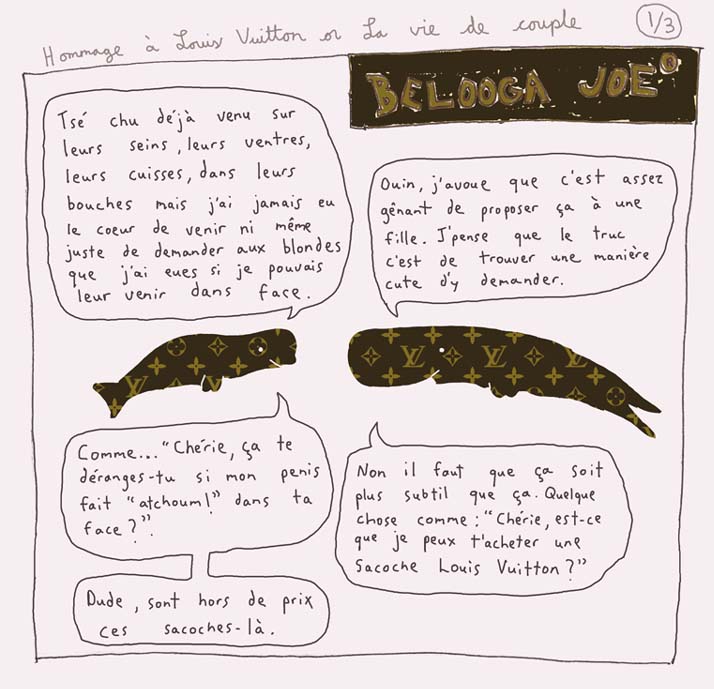 Hommage à Louis Vuitton or La vie de couple
1/3
BELOOGA JOE®
Tsé chu déjà venu sur
leurs seins, leurs ventres,
leurs cuisses, dans leurs
bouches mais j'ai jamais eu
le coeur de venir ni même
juste de demander aux blondes
que j'ai eues si je pouvais
leur venir dans face.
Ouin, j'avoue que c'est assez
gênant de proposer ça à une
fille. J'pense que le truc
c'est de trouver une manière
cute d'y demander.
Comme... "Chérie, ça te
déranges-tu si mon penis
fait "atchoum!" dans ta
face?".
Non il faut que ça soit
plus subtil que ça. Quelque
chose comme: "Chérie, est-ce
que je peux t'acheter une
Sacoche Louis Vuitton?"
Dude, sont hors de prix
ces sacoches-là.